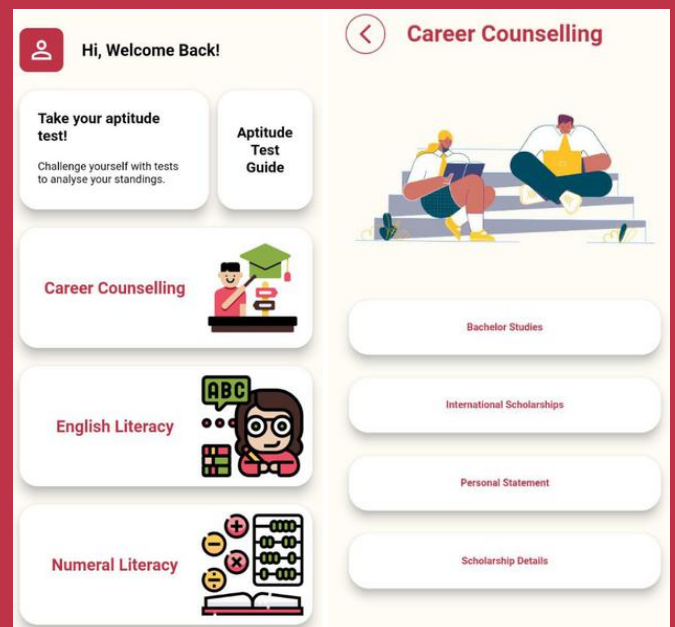 Hi, Welcome Back!
Take your aptitude
test!
Challenge yourself with tests
to analyse your standings.
Aptitude
Test
Guide
Career Counselling
English Literacy
ABC
Numeral Literacy
Career Counselling
Bachelor Studies
International Scholarships
Personal Statement
Scholarship Details